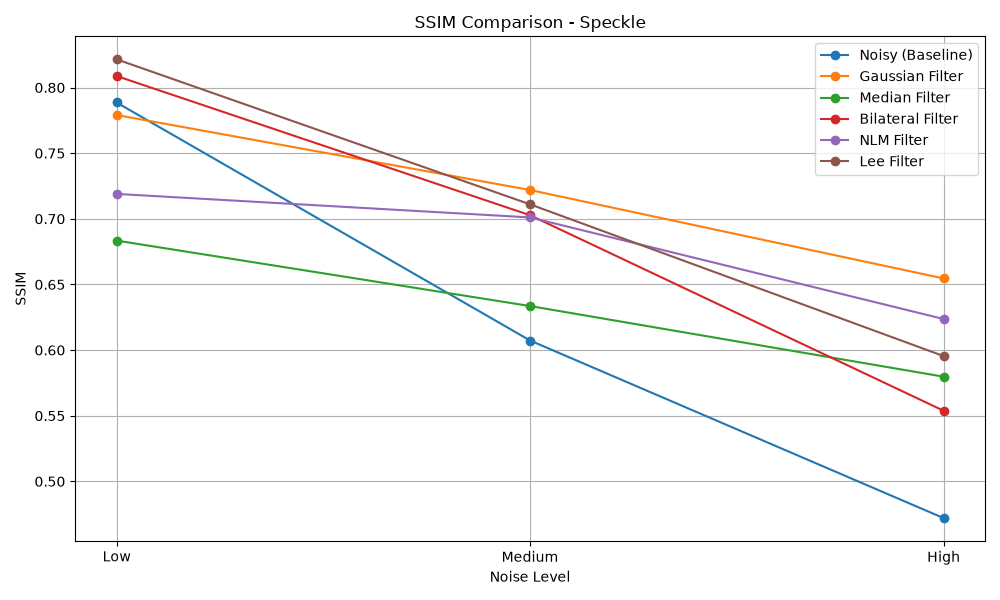 SSIM Comparison - Speckle
Noisy (Baseline)
Gaussian Filter
Median Filter
Bilateral Filter
NLM Filter
Lee Filter
SSIM
0.80
0.75
0.70
0.65
0.60
0.55
0.50
Low
Medium
High
Noise Level